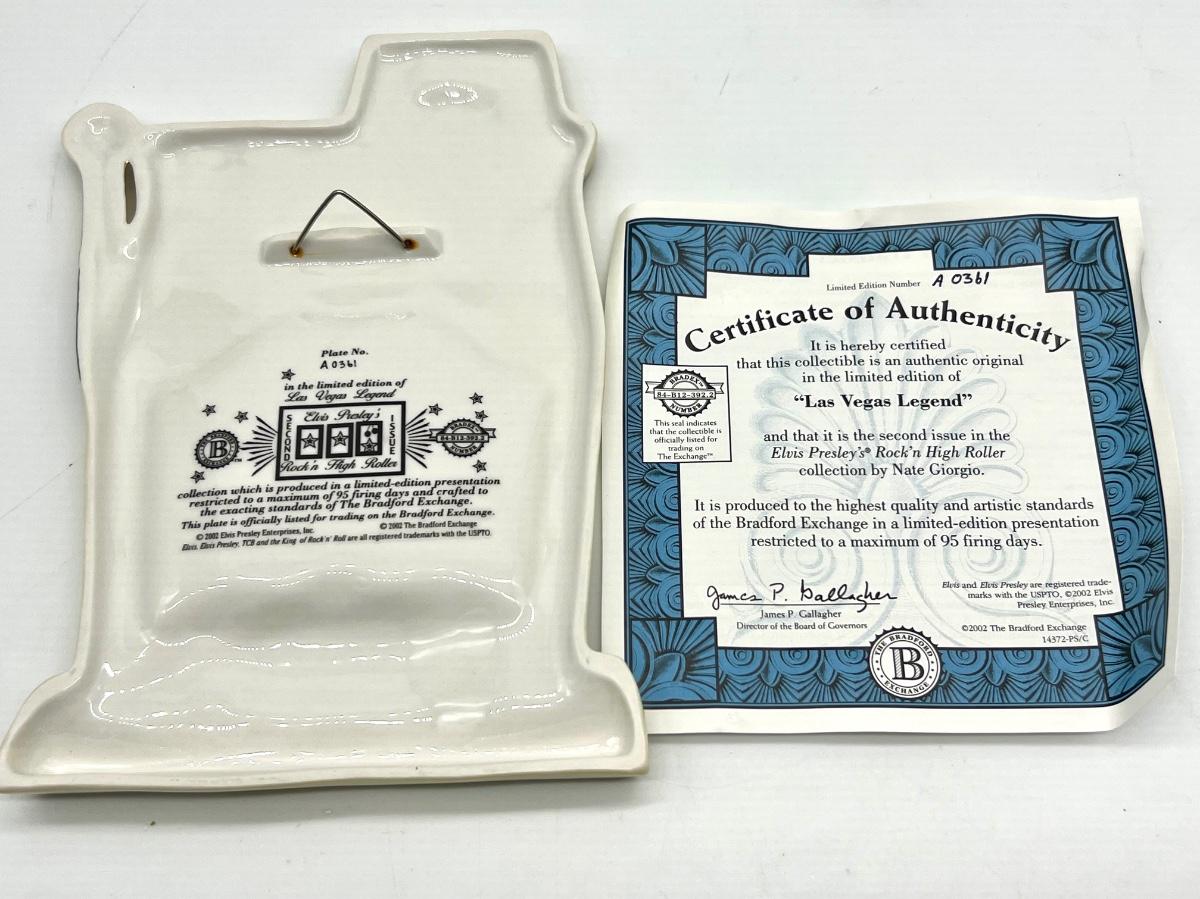 Plate No.
A 0361
in the limited edition of
Las Vegas Legend
SECOND
Elvis Presley's
Rock'n High Roller
ISSUE
B
84-B12-392.2
collection which is produced in a limited-edition presentation
restricted to a maximum of 95 firing days and crafted to
the exacting standards of The Bradford Exchange.
This plate is officially listed for trading on the Bradford Exchange.
© 2002 The Bradford Exchange
© 2002 Elvis Presley Enterprises, Inc.
Elvis, Elvis Presley, TCB and the King of Rock 'n' Roll are all registered trademarks with the USPTO.
Limited Edition Number A 0361
Certificate of Authenticity
It is hereby certified
that this collectible is an authentic original
in the limited edition of
“Las Vegas Legend”
and that it is the second issue in the
Elvis Presley's® Rock'n High Roller
collection by Nate Giorgio.
It is produced to the highest quality and artistic standards
of the Bradford Exchange in a limited-edition presentation
restricted to a maximum of 95 firing days.
BRADEX™
84-B12-392.2
NUMBER
This seal indicates
that the collectible is
officially listed for
trading on
The Exchange™
James P. Gallagher
James P. Gallagher
Director of the Board of Governors
Elvis and Elvis Presley are registered trade-
marks with the USPTO, ©2002 Elvis
Presley Enterprises, Inc.
©2002 The Bradford Exchange
14372-PS/C
THE BRADFORD
B
EXCHANGE